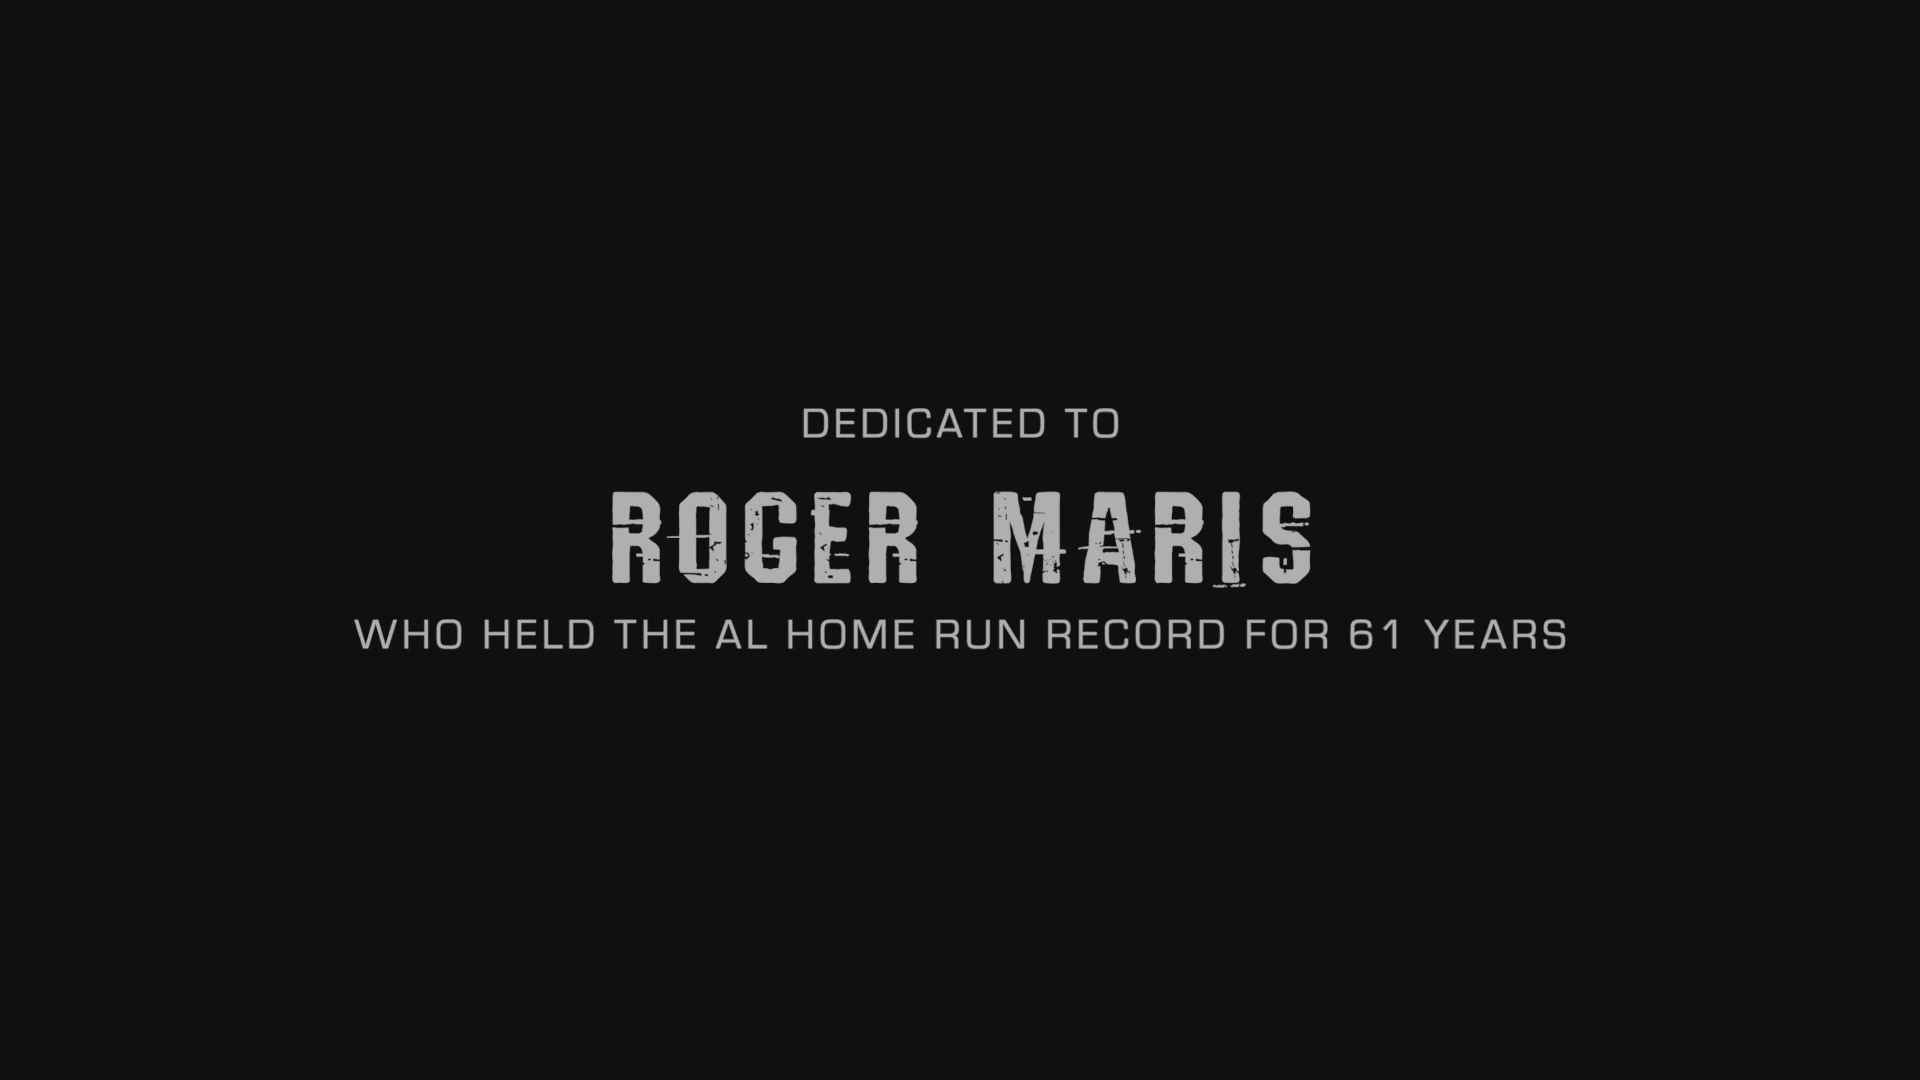 DEDICATED TO
ROGER MARIS
WHO HELD THE AL HOME RUN RECORD FOR 61 YEARS